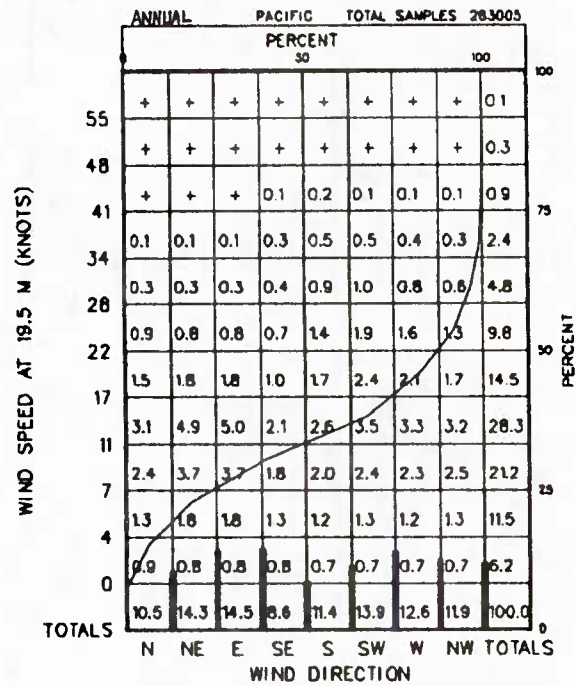 ANNUAL PACIFIC TOTAL SAMPLES 283005
PERCENT
0 50 100
100
+ + + + + + + + 0.1
55
+ + + + + + + + 0.3
48
+ + + 0.1 0.2 0.1 0.1 0.1 0.9
41 75
0.1 0.1 0.1 0.3 0.5 0.5 0.4 0.3 2.4
34
0.3 0.3 0.3 0.4 0.9 1.0 0.8 0.6 4.8
28
0.9 0.8 0.8 0.7 1.4 1.9 1.6 1.3 9.8
22 50
1.5 1.8 1.8 1.0 1.7 2.4 2.1 1.7 14.5
17
3.1 4.9 5.0 2.1 2.6 3.5 3.3 3.2 28.3
11
2.4 3.7 3.7 1.8 2.0 2.4 2.3 2.5 21.2
7 25
1.3 1.8 1.8 1.3 1.2 1.3 1.2 1.3 11.5
4
0.9 0.8 0.8 0.8 0.7 0.7 0.7 0.7 6.2
0
10.5 14.3 14.5 8.6 11.4 13.9 12.6 11.9 100.0
TOTALS 0
N NE E SE S SW W NW TOTALS
WIND DIRECTION
WIND SPEED AT 19.5 M (KNOTS)
PERCENT